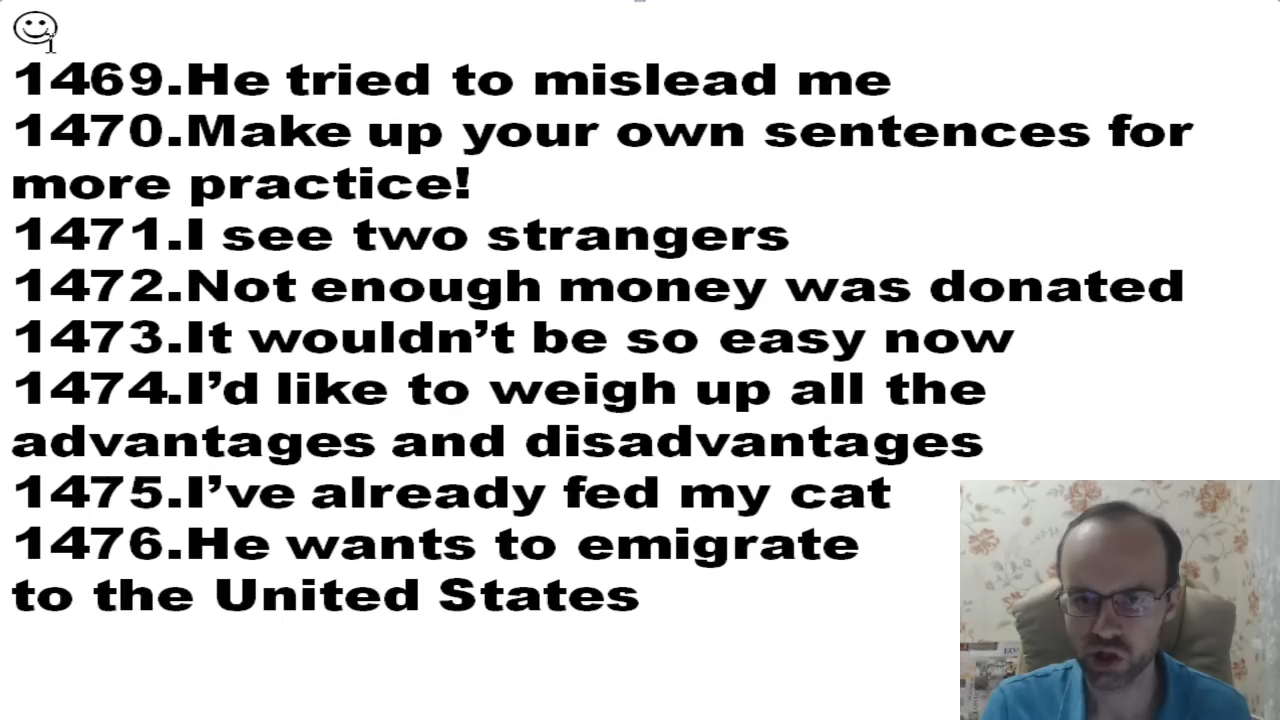 1469.He tried to mislead me
1470.Make up your own sentences for
more practice!
1471.I see two strangers
1472.Not enough money was donated
1473.It wouldn’t be so easy now
1474.I’d like to weigh up all the
advantages and disadvantages
1475.I’ve already fed my cat
1476.He wants to emigrate
to the United States